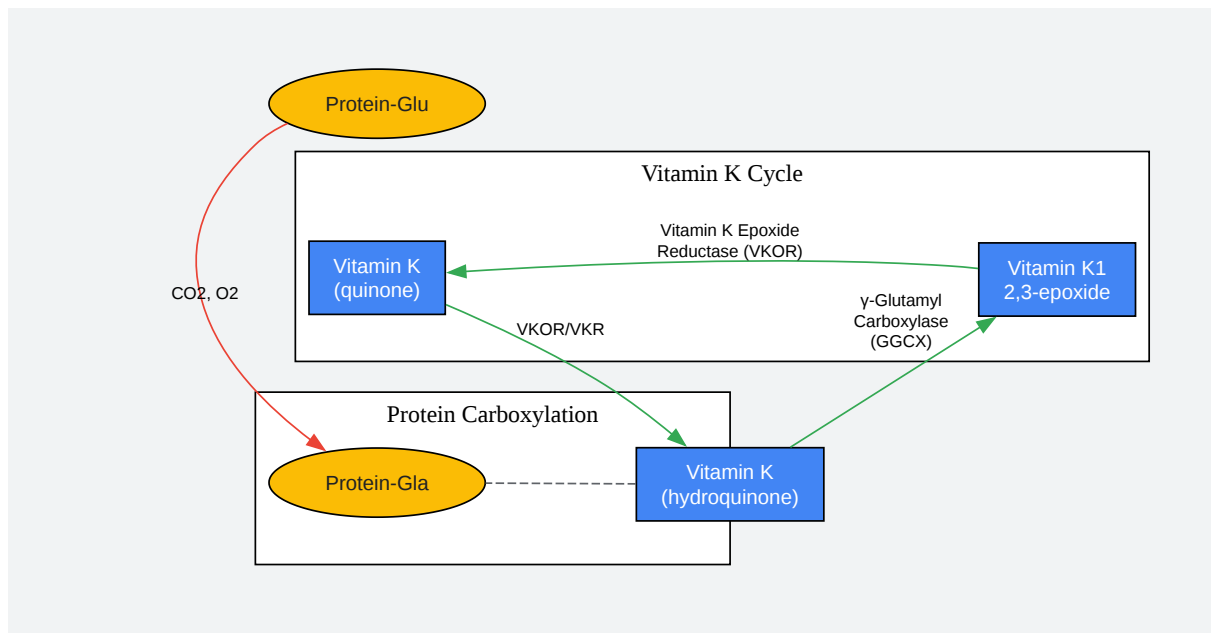 Protein-Glu
Vitamin K Cycle
Vitamin K Epoxide
Reductase (VKOR)
Vitamin K
(quinone)
Vitamin K1
2,3-epoxide
CO2, O2
γ-Glutamyl
Carboxylase
(GGCX)
VKOR/VKR
Protein Carboxylation
Protein-Gla
Vitamin K
(hydroquinone)